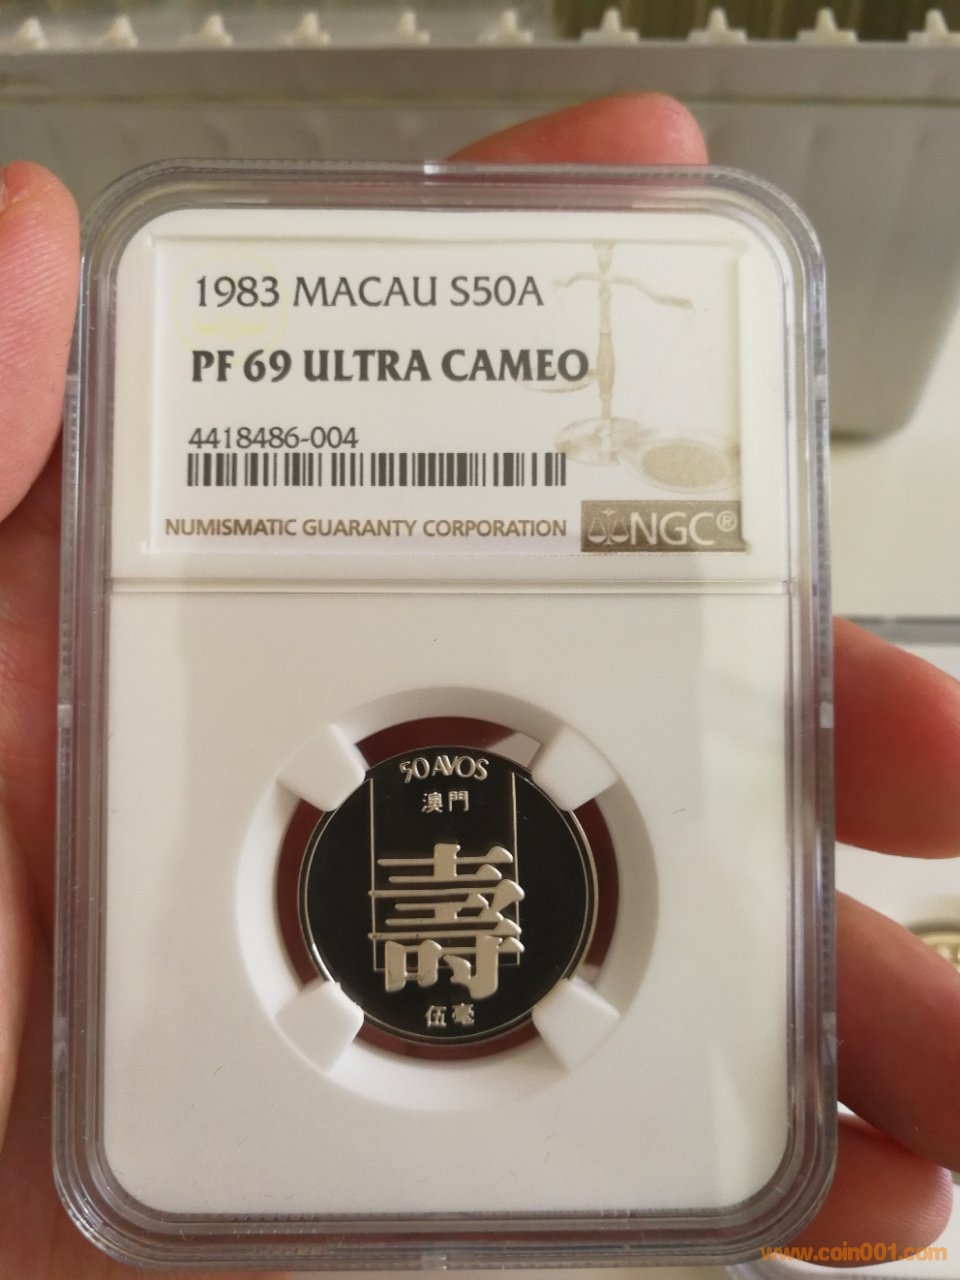 1983 MACAU S50A
PF 69 ULTRA CAMEO
4418486-004
NUMISMATIC GUARANTY CORPORATION
NGC®
50 AVOS
澳門
壽
伍毫
www.coin001.com